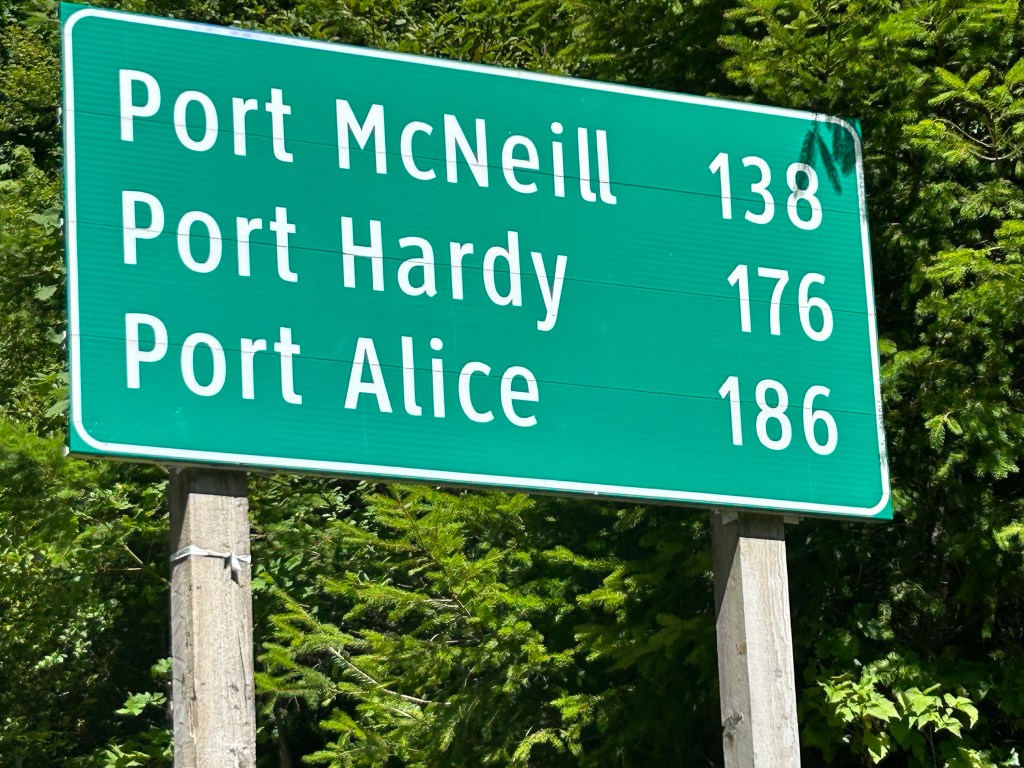 Port McNeill 138
Port Hardy 176
Port Alice 186